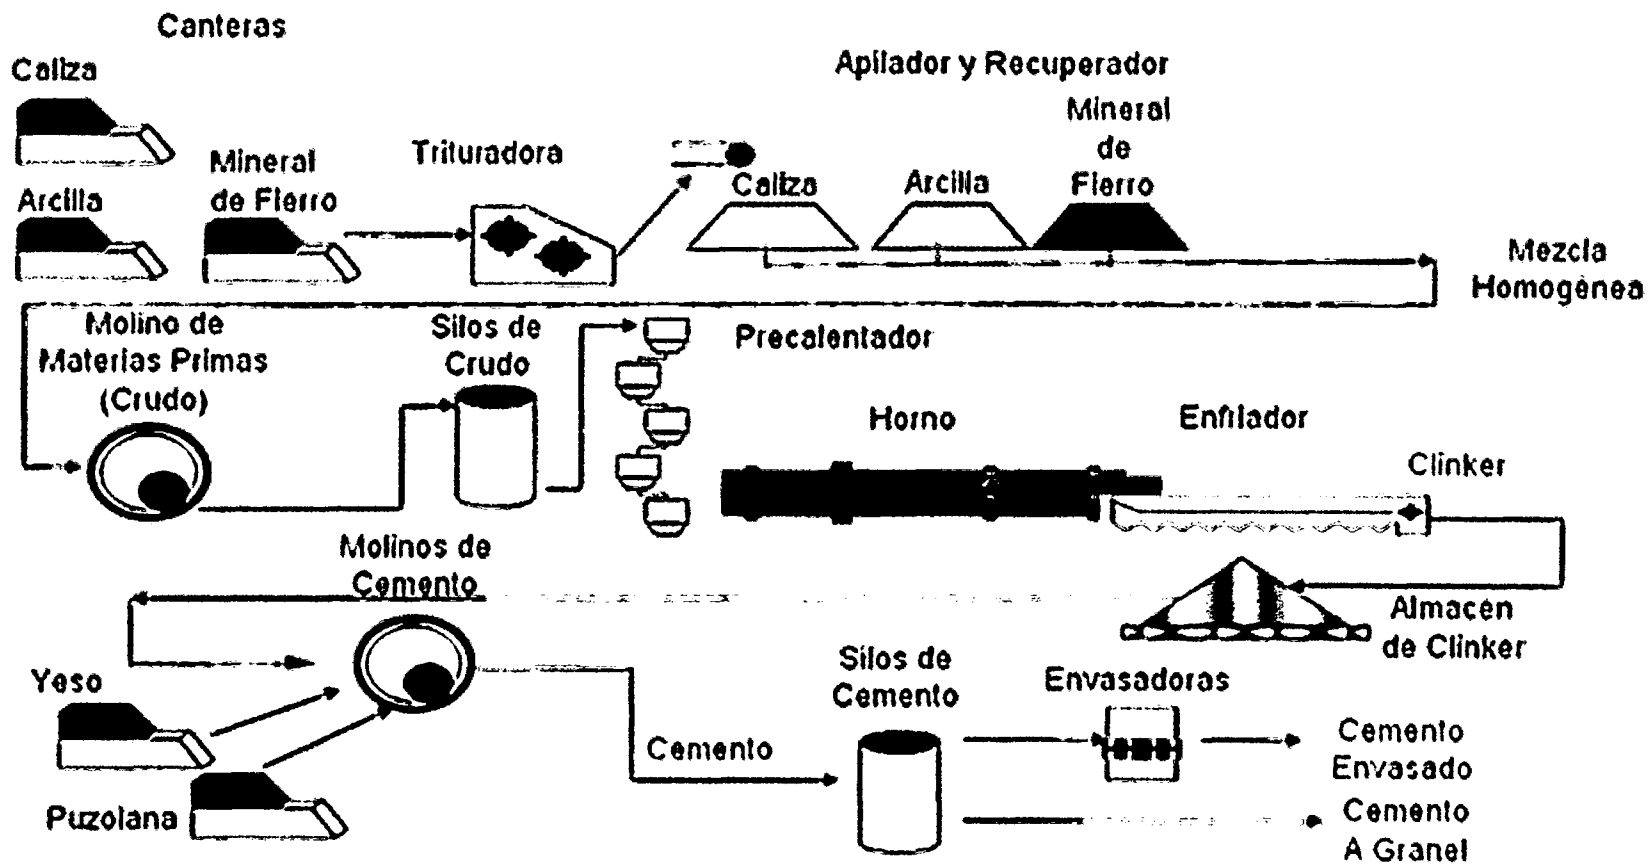 Canteras
Caliza
Apilador y Recuperador
Mineral
de
Fierro
Trituradora
Mineral
de Fierro
Arcilla
Caliza
Arcilla
Mezcla
Homogénea
Molino de
Materias Primas
(Crudo)
Silos de
Crudo
Precalentador
Horno
Enfriador
Clinker
Molinos de
Cemento
Almacén
de Clinker
Silos de
Cemento
Envasadoras
Yeso
Cemento
Cemento
Envasado
Puzolana
Cemento
A Granel